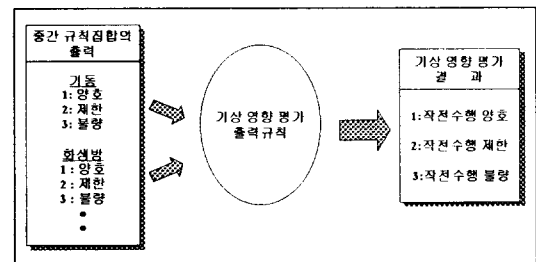 중간 규칙집합의
출력
기동
1: 양호
2: 제한
3: 불량
화생방
1: 양호
2: 제한
3: 불량
기상 영향 평가
출력규칙
기상 영향 평가
결 과
1:작전수행 양호
2:작전수행 제한
3:작전수행 불량